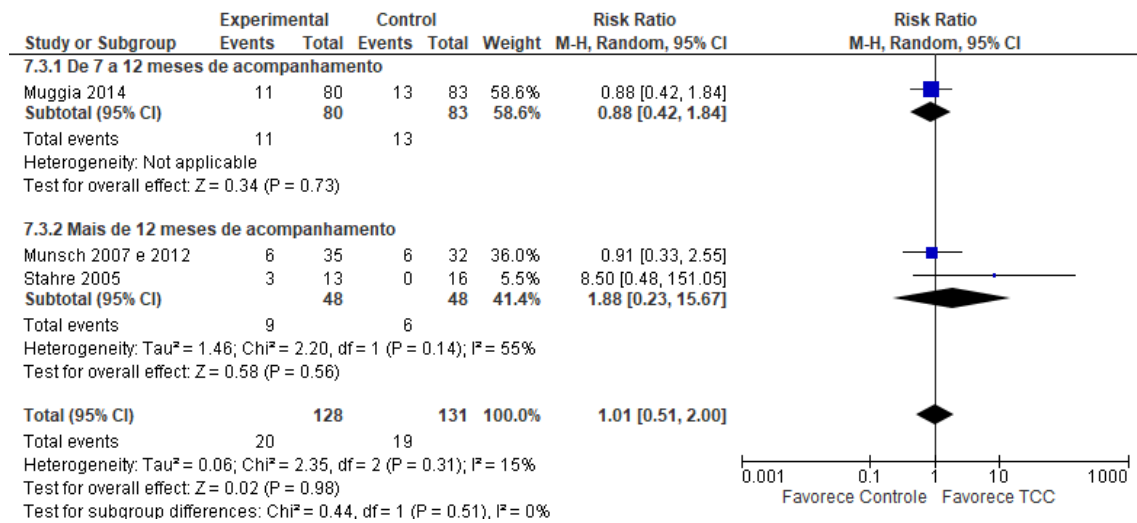 Experimental Control Risk Ratio Risk Ratio
Study or Subgroup Events Total Events Total Weight M-H, Random, 95% CI M-H, Random, 95% CI
7.3.1 De 7 a 12 meses de acompanhamento
Muggia 2014 11 80 13 83 58.6% 0.88 [0.42, 1.84]
Subtotal (95% CI) 80 83 58.6% 0.88 [0.42, 1.84]
Total events 11 13
Heterogeneity: Not applicable
Test for overall effect: Z = 0.34 (P = 0.73)
7.3.2 Mais de 12 meses de acompanhamento
Munsch 2007 e 2012 6 35 6 32 36.0% 0.91 [0.33, 2.55]
Stahre 2005 3 13 0 16 5.5% 8.50 [0.48, 151.05]
Subtotal (95% CI) 48 48 41.4% 1.88 [0.23, 15.67]
Total events 9 6
Heterogeneity: Tau² = 1.46; Chi² = 2.20, df = 1 (P = 0.14); I² = 55%
Test for overall effect: Z = 0.58 (P = 0.56)
Total (95% CI) 128 131 100.0% 1.01 [0.51, 2.00]
Total events 20 19
Heterogeneity: Tau² = 0.06; Chi² = 2.35, df = 2 (P = 0.31); I² = 15%
Test for overall effect: Z = 0.02 (P = 0.98)
Test for subgroup differences: Chi² = 0.44, df = 1 (P = 0.51), I² = 0%
0.001 0.1 1 10 1000
Favorece Controle Favorece TCC